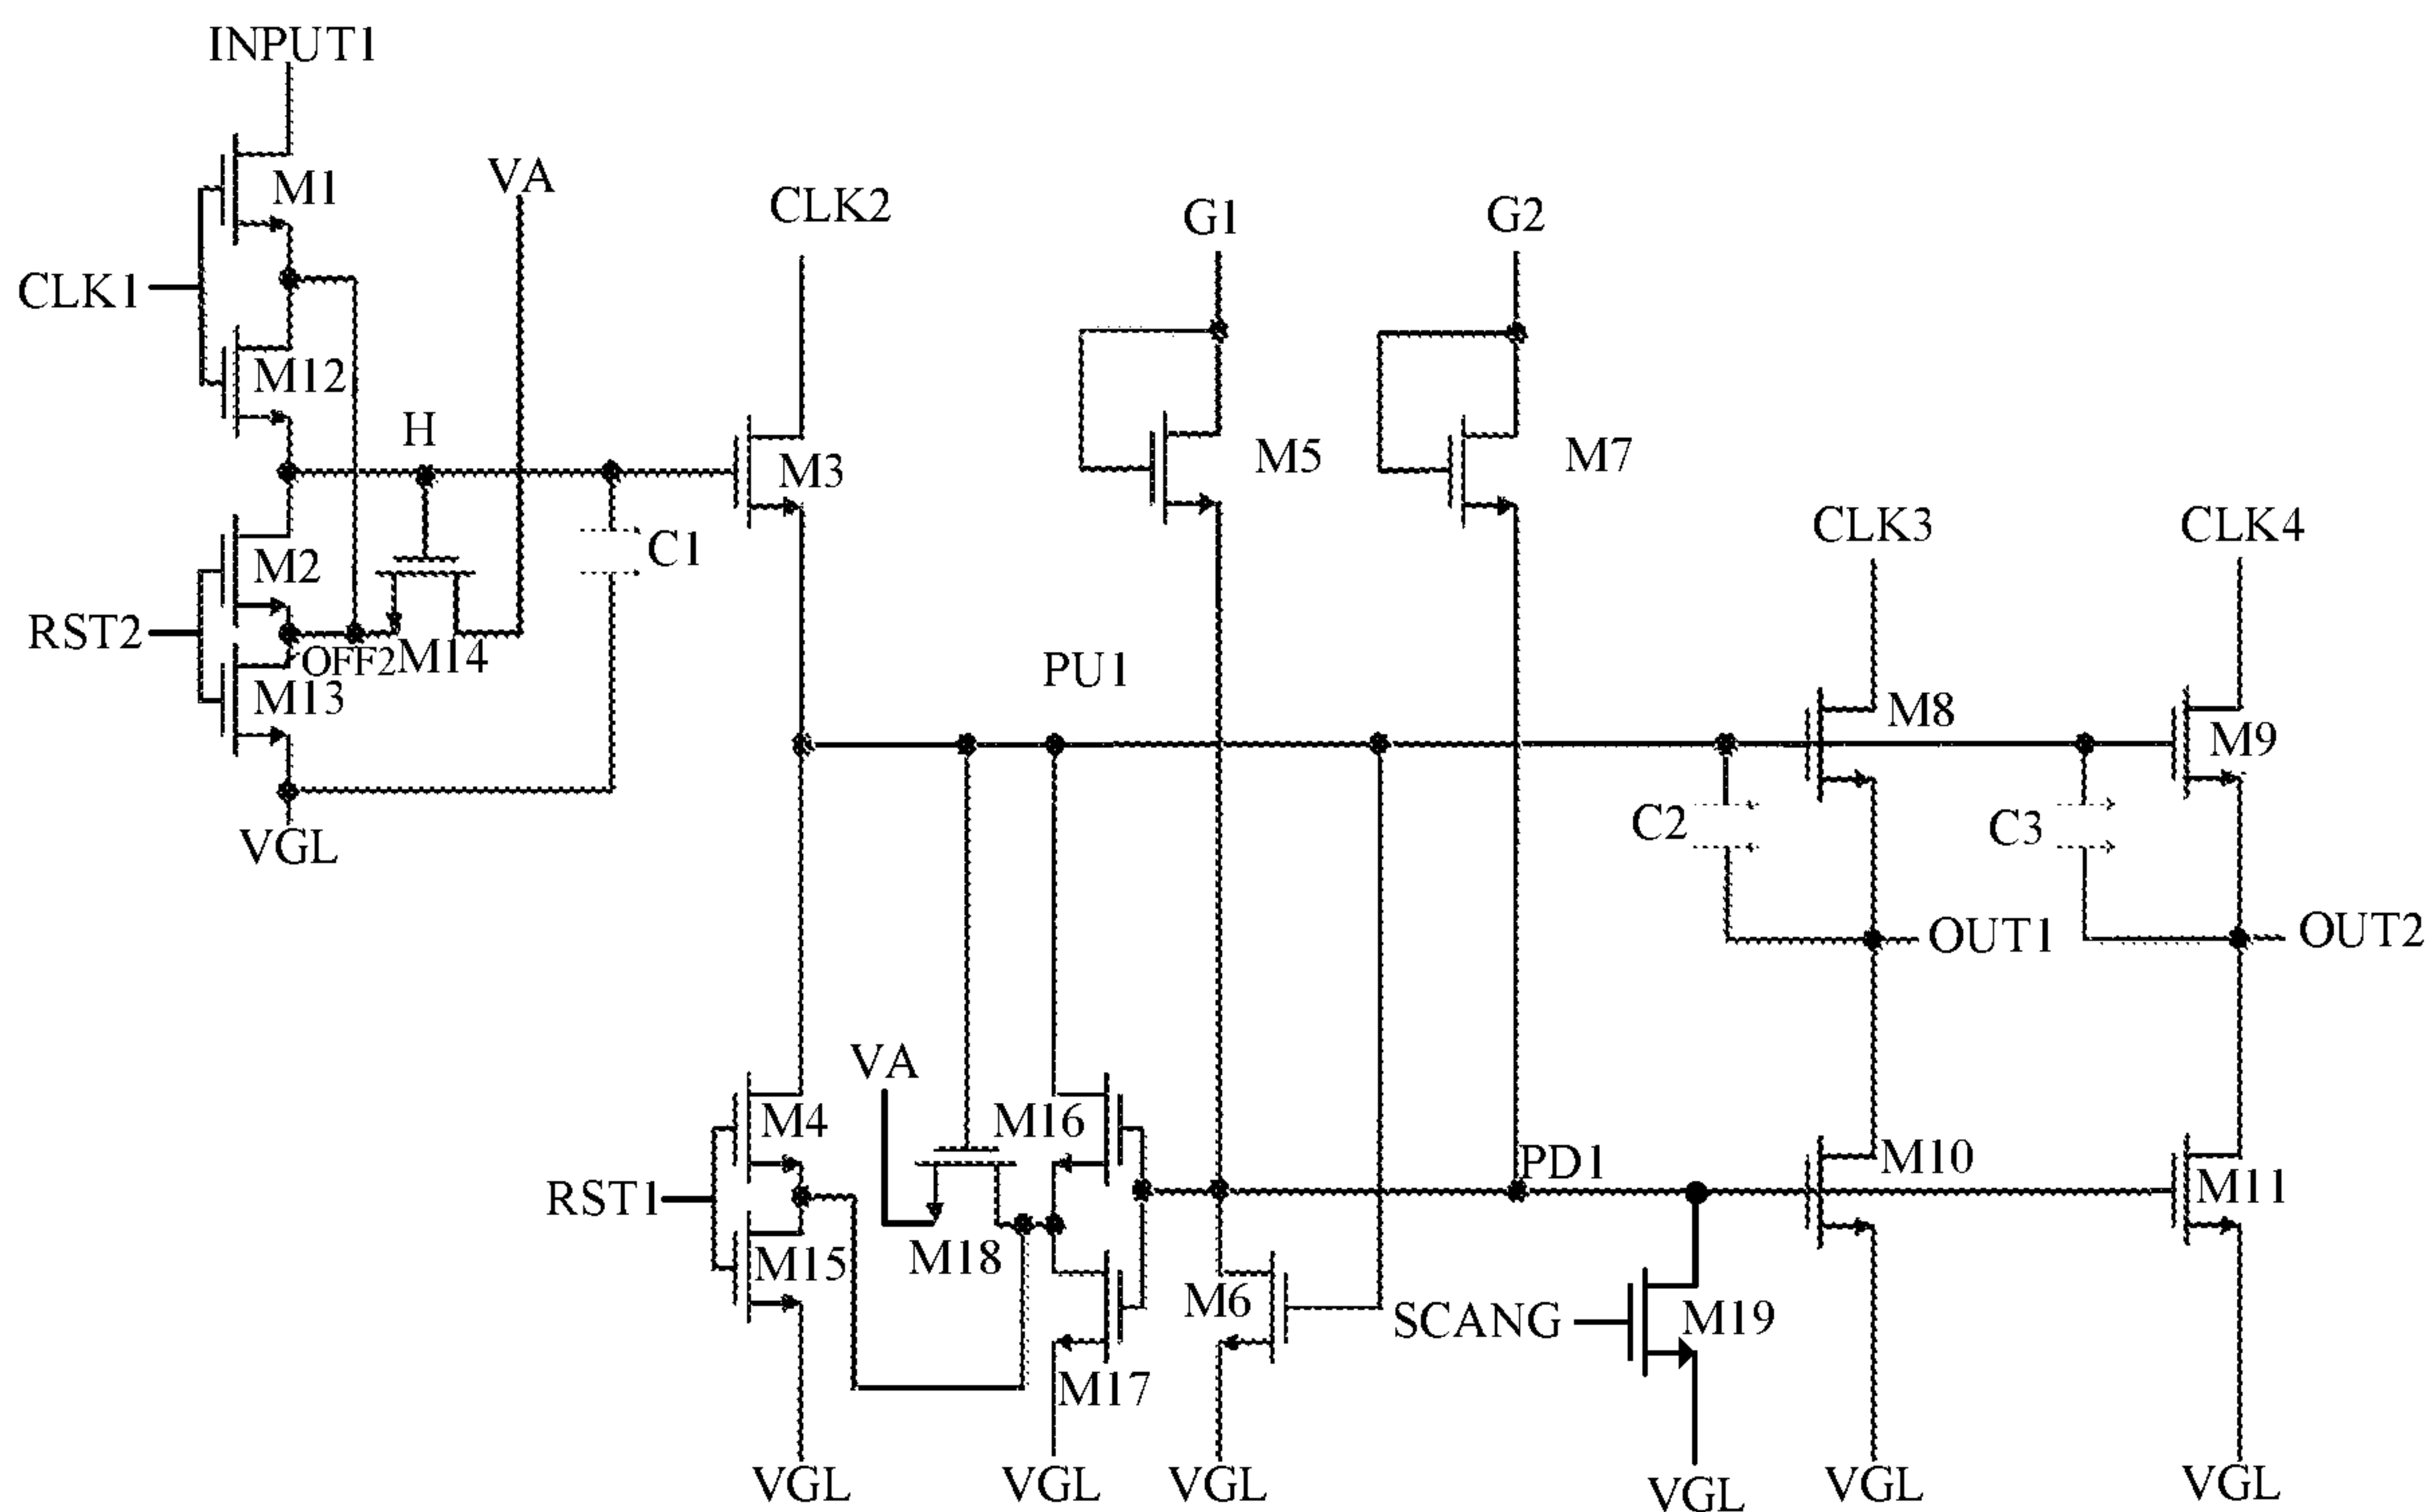 INPUT1
M1
VA
CLK2
G1
G2
CLK1
M12
H
M3
M5
M7
M2
C1
CLK3
CLK4
RST2
OFF2
M14
M13
PU1
M8
M9
VGL
C2
C3
OUT1
OUT2
VA
M4
M16
PD1
M10
RST1
M11
M15
M18
M6
SCANG
M19
M17
VGL
VGL
VGL
VGL
VGL
VGL